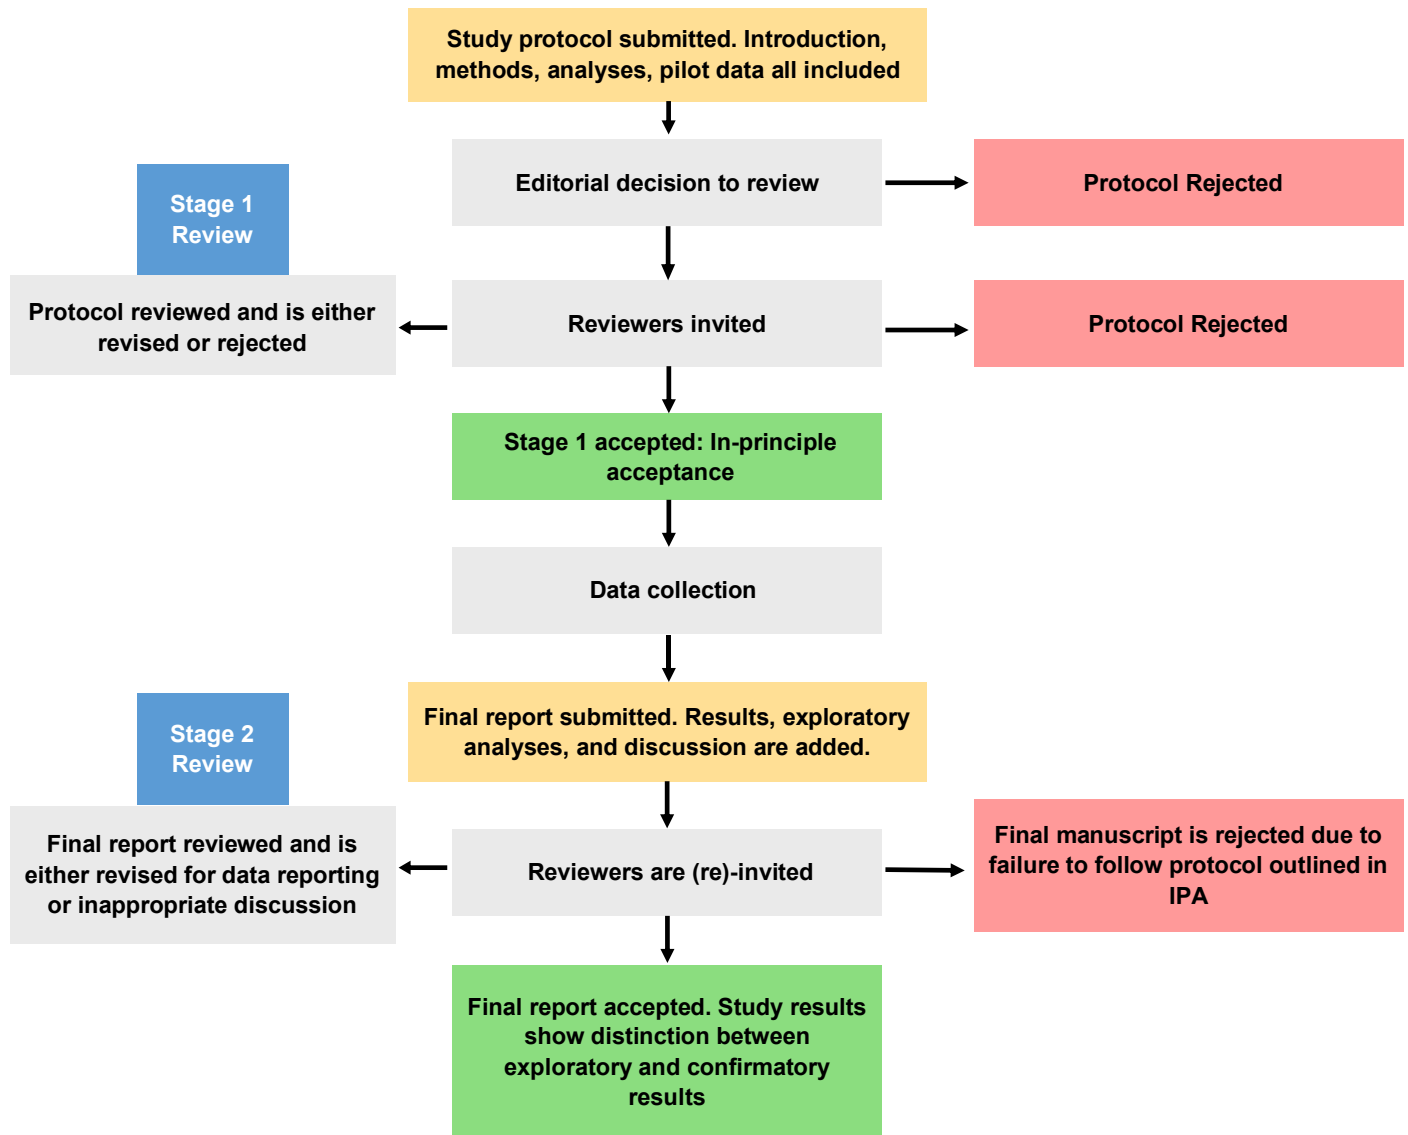 Study protocol submitted. Introduction,
methods, analyses, pilot data all included
Editorial decision to review
Protocol Rejected
Stage 1
Review
Protocol reviewed and is either
revised or rejected
Reviewers invited
Protocol Rejected
Stage 1 accepted: In-principle
acceptance
Data collection
Final report submitted. Results, exploratory
analyses, and discussion are added.
Stage 2
Review
Final report reviewed and is
either revised for data reporting
or inappropriate discussion
Reviewers are (re)-invited
Final manuscript is rejected due to
failure to follow protocol outlined in
IPA
Final report accepted. Study results
show distinction between
exploratory and confirmatory
results